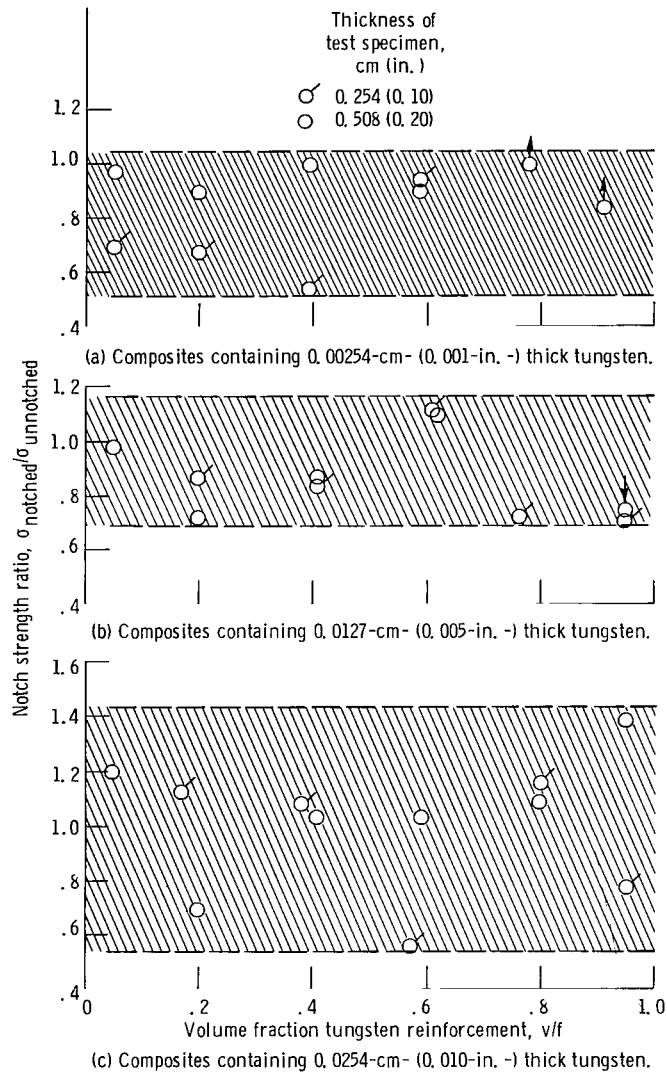 Thickness of
test specimen,
cm (in.)
0.254 (0.10)
0.508 (0.20)
1.2
1.0
.8
.6
.4
(a) Composites containing 0.00254-cm- (0.001-in.-) thick tungsten.
1.2
1.0
.8
.6
.4
(b) Composites containing 0.0127-cm- (0.005-in.-) thick tungsten.
Notch strength ratio, σnotched/σunnotched
1.6
1.4
1.2
1.0
.8
.6
.4
0 .2 .4 .6 .8 1.0
Volume fraction tungsten reinforcement, v/f
(c) Composites containing 0.0254-cm- (0.010-in.-) thick tungsten.